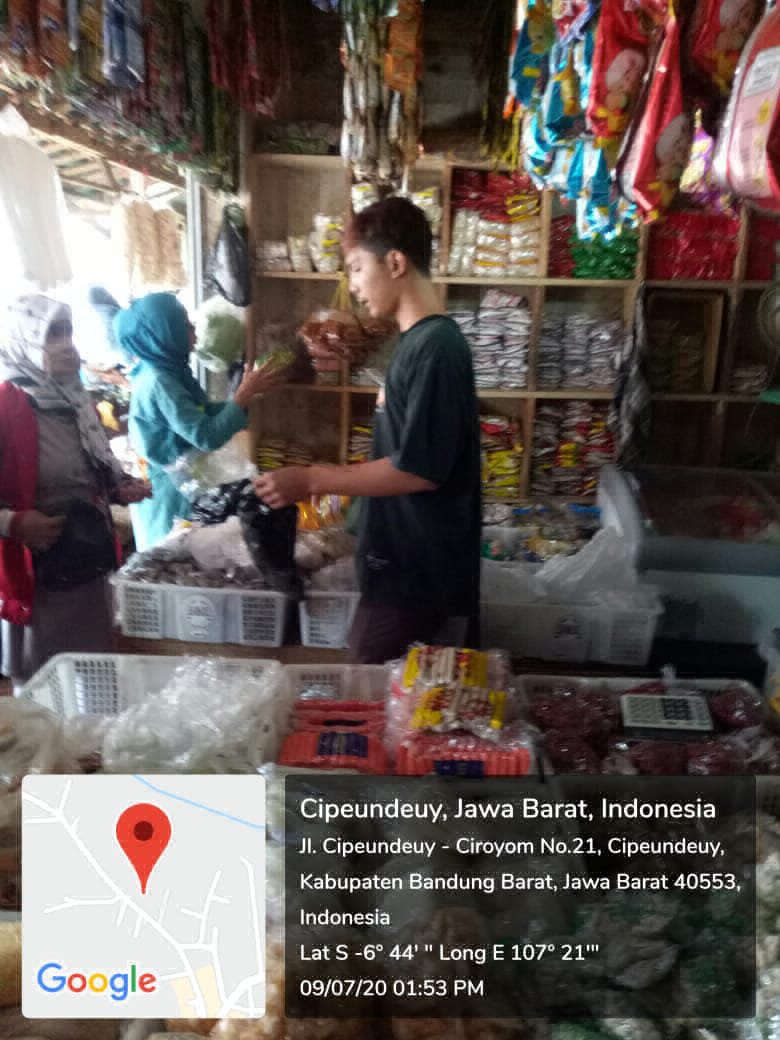 Cipeundeuy, Jawa Barat, Indonesia
Jl. Cipeundeuy - Ciroyom No.21, Cipeundeuy,
Kabupaten Bandung Barat, Jawa Barat 40553,
Indonesia
Lat S -6° 44' " Long E 107° 21'"
09/07/20 01:53 PM
Google